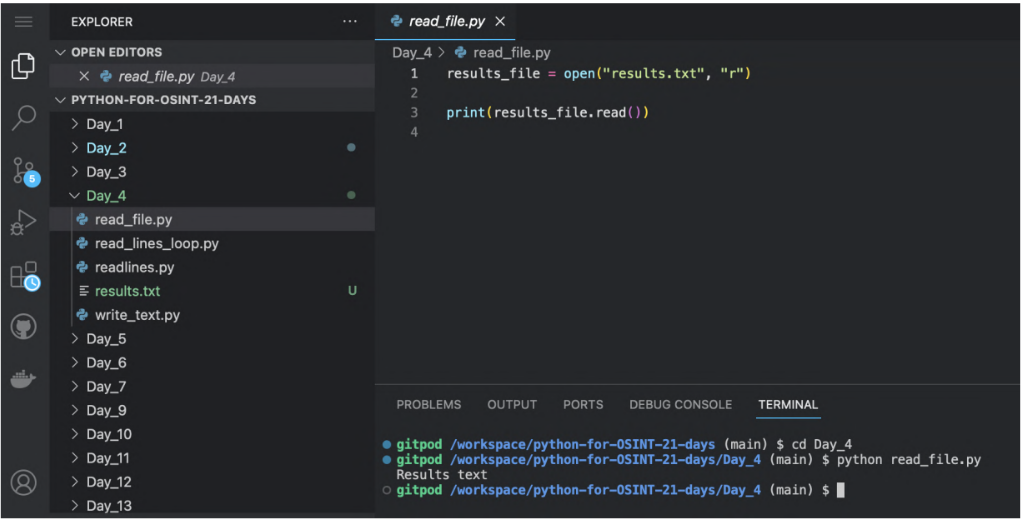 EXPLORER ...
OPEN EDITORS
read_file.py Day_4
PYTHON-FOR-OSINT-21-DAYS
Day_1
Day_2
Day_3
Day_4
read_file.py
read_lines_loop.py
readlines.py
results.txt U
write_text.py
Day_5
Day_6
Day_7
Day_9
Day_10
Day_11
Day_12
Day_13
5
read_file.py
Day_4 > read_file.py
1 results_file = open("results.txt", "r")
2
3 print(results_file.read())
4
PROBLEMS OUTPUT PORTS DEBUG CONSOLE TERMINAL
gitpod /workspace/python-for-OSINT-21-days (main) $ cd Day_4
gitpod /workspace/python-for-OSINT-21-days/Day_4 (main) $ python read_file.py
Results text
gitpod /workspace/python-for-OSINT-21-days/Day_4 (main) $